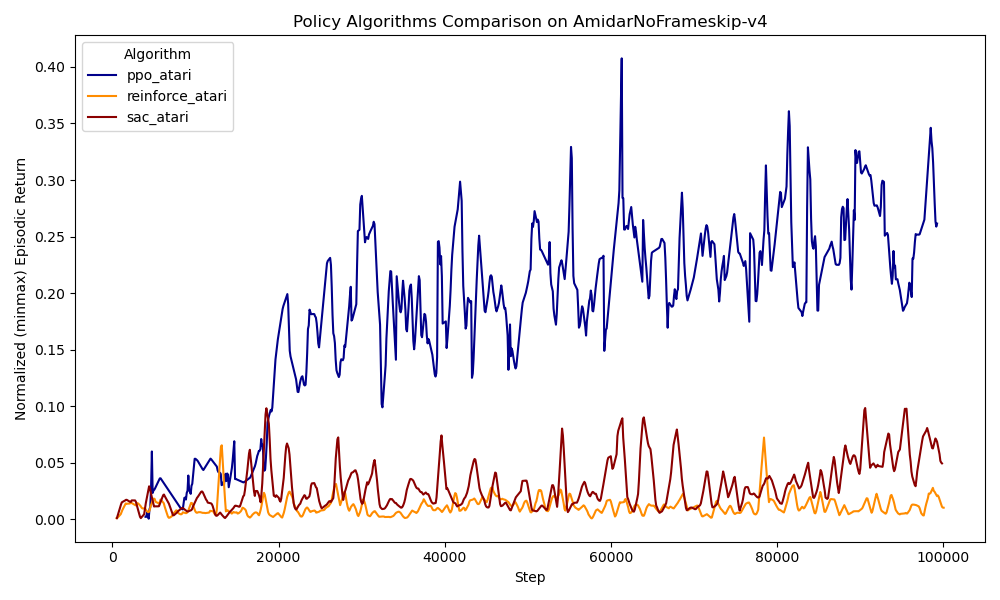 Policy Algorithms Comparison on AmidarNoFrameskip-v4
Algorithm
ppo_atari
reinforce_atari
sac_atari
Normalized (minmax) Episodic Return
0.40
0.35
0.30
0.25
0.20
0.15
0.10
0.05
0.00
0 20000 40000 60000 80000 100000
Step